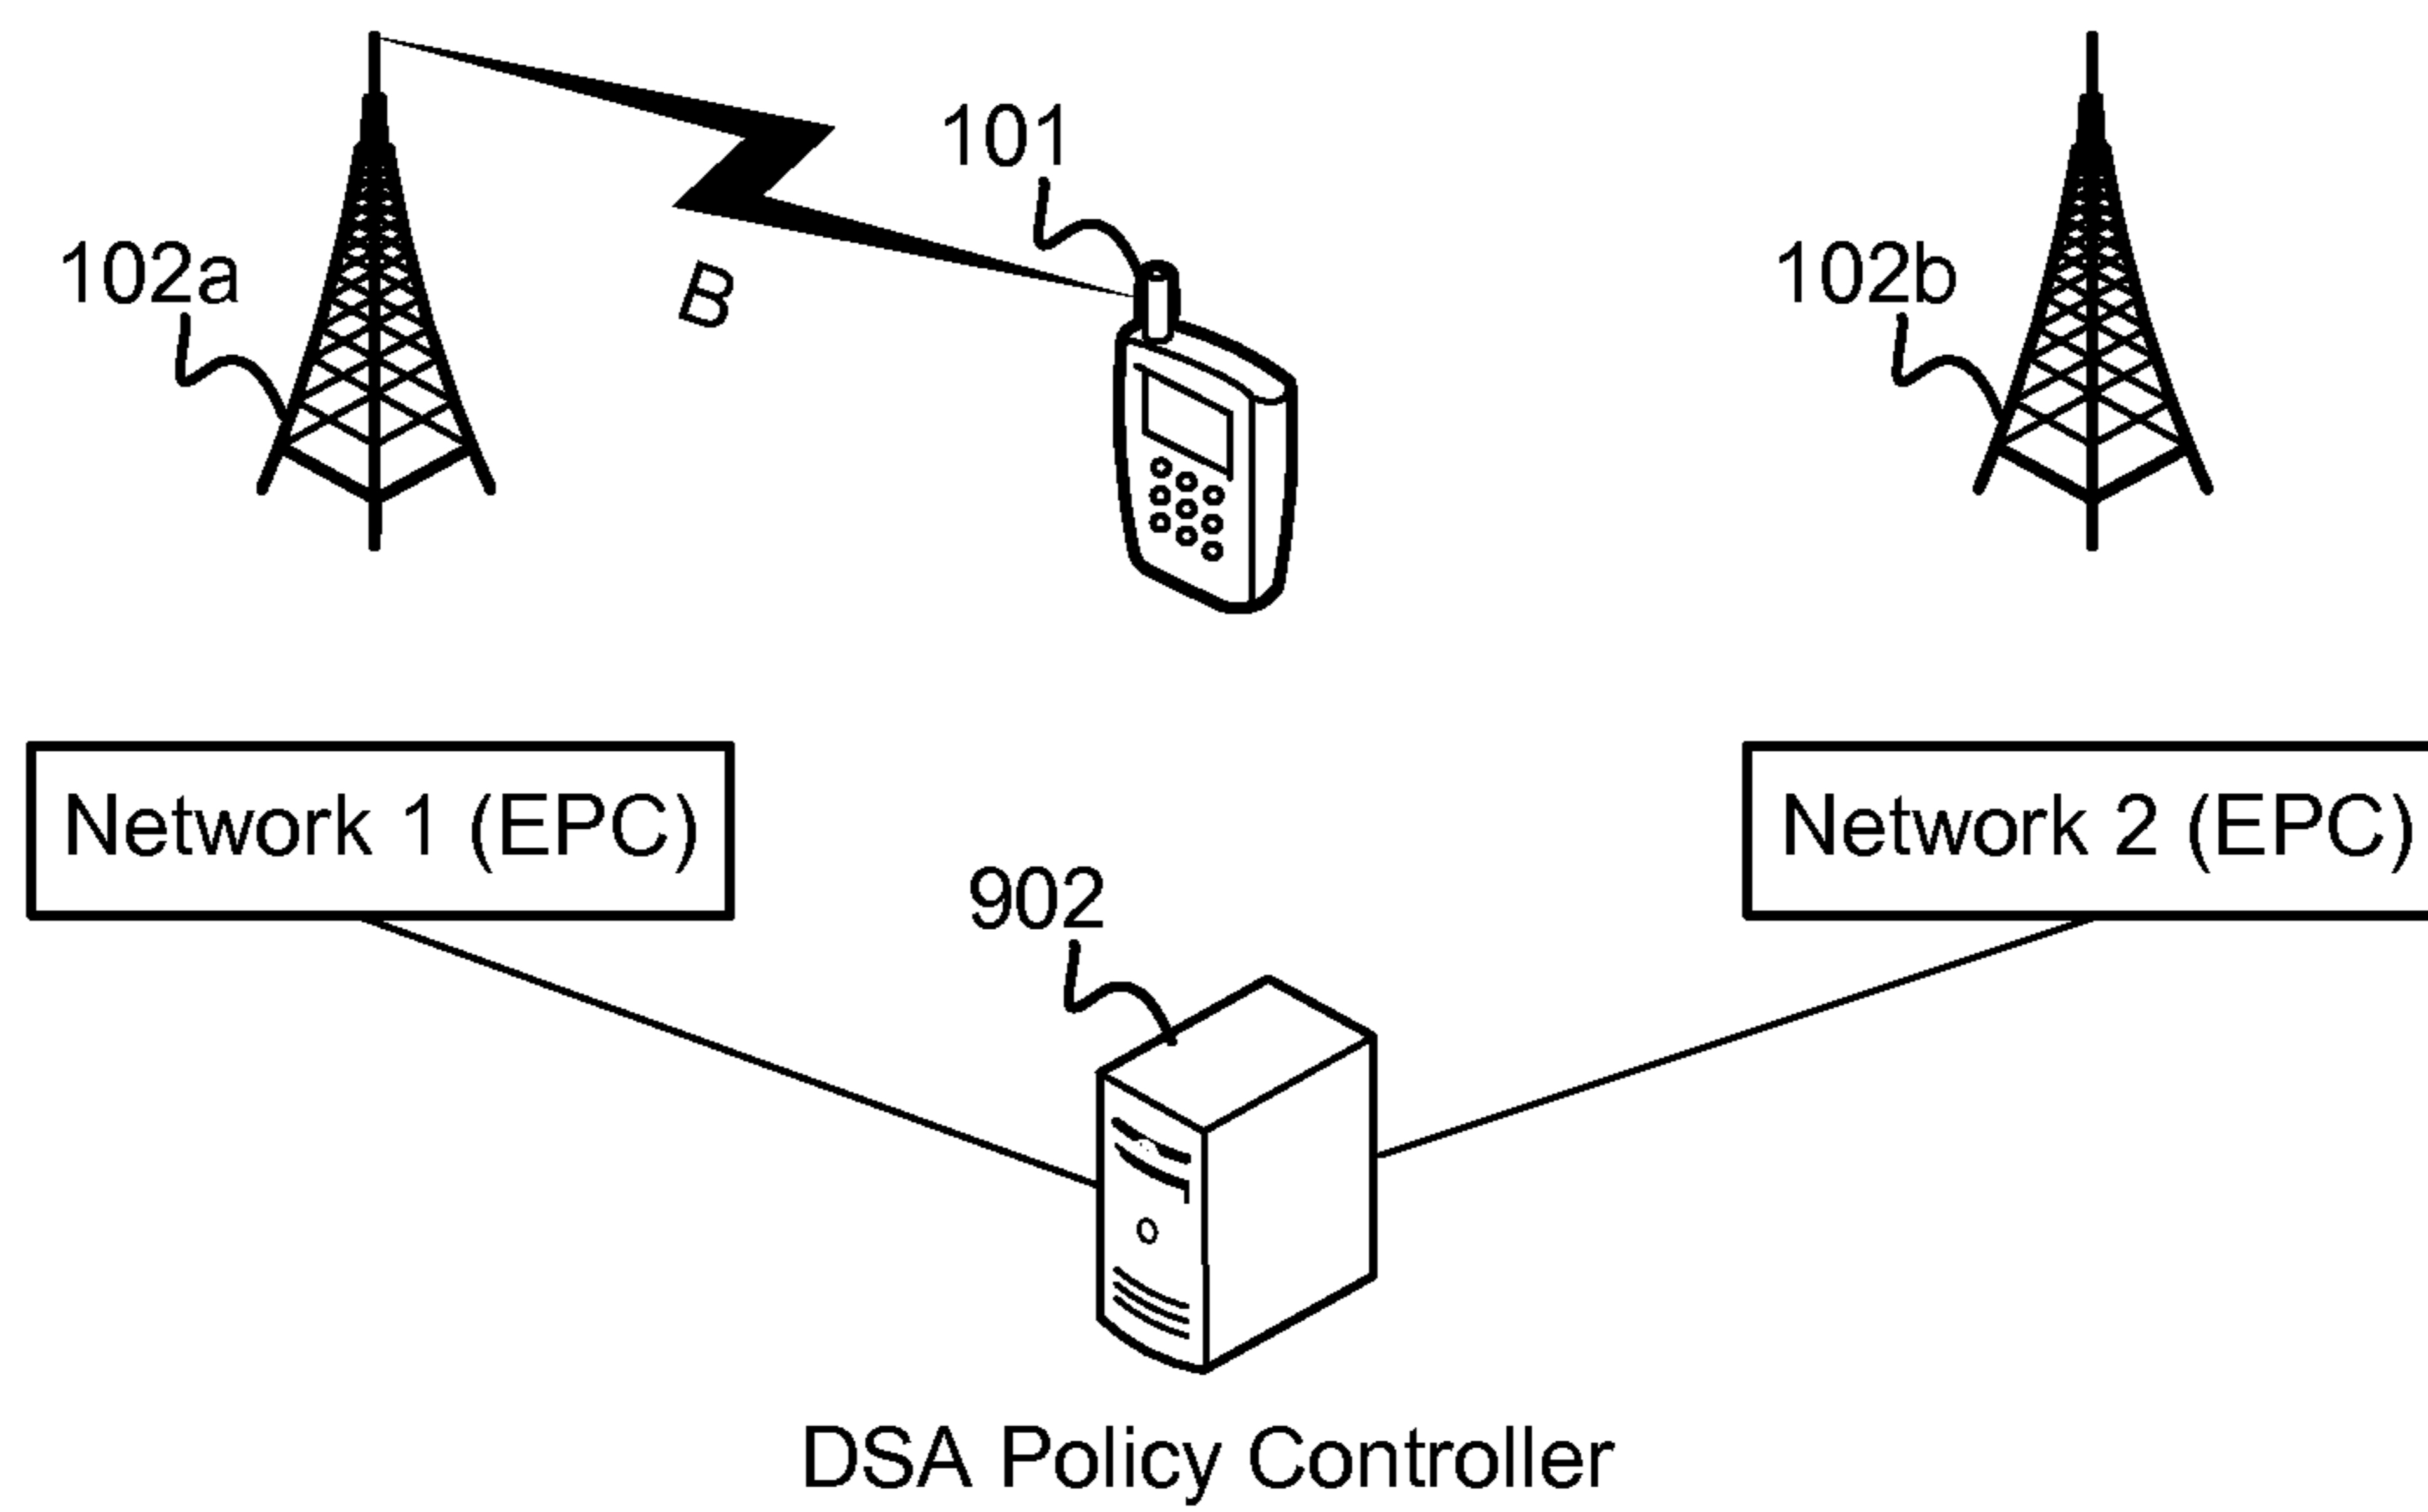 101
102a
102b
B
Network 1 (EPC)
Network 2 (EPC)
902
DSA Policy Controller